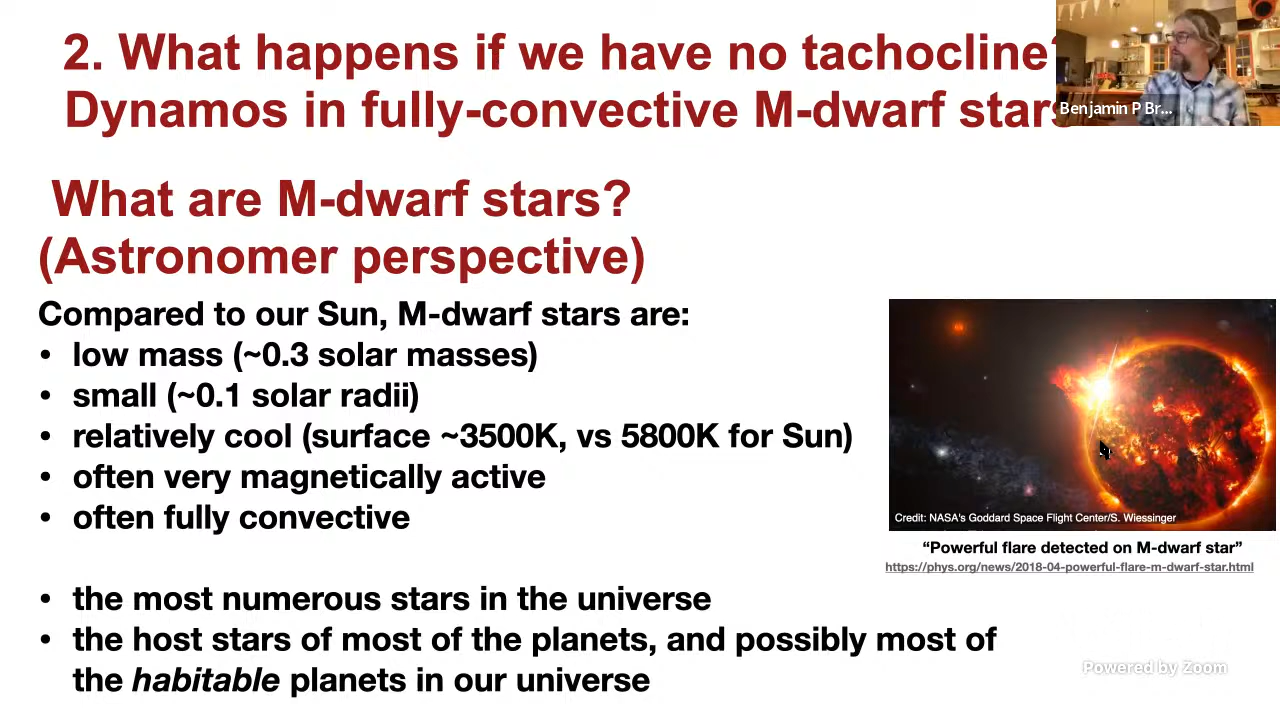 2. What happens if we have no tachocline?
Dynamos in fully-convective M-dwarf stars
Benjamin P Br...
What are M-dwarf stars?
(Astronomer perspective)
Compared to our Sun, M-dwarf stars are:
• low mass (~0.3 solar masses)
• small (~0.1 solar radii)
• relatively cool (surface ~3500K, vs 5800K for Sun)
• often very magnetically active
• often fully convective
Credit: NASA's Goddard Space Flight Center/S. Wiessinger
“Powerful flare detected on M-dwarf star”
https://phys.org/news/2018-04-powerful-flare-m-dwarf-star.html
• the most numerous stars in the universe
• the host stars of most of the planets, and possibly most of
the habitable planets in our universe
Powered by Zoom